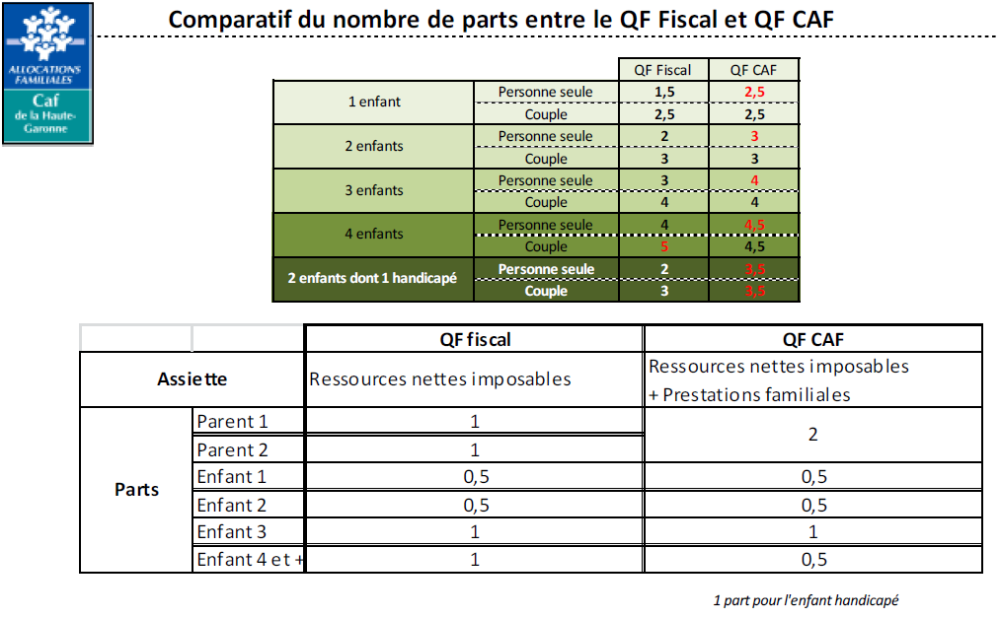 Comparatif du nombre de parts entre le QF Fiscal et QF CAF
ALLOCATIONS
FAMILIALES
Caf
de la Haute-
Garonne
QF Fiscal QF CAF
1 enfant Personne seule 1,5 2,5
Couple 2,5 2,5
2 enfants Personne seule 2 3
Couple 3 3
3 enfants Personne seule 3 4
Couple 4 4
4 enfants Personne seule 4 4,5
Couple 5 4,5
2 enfants dont 1 handicapé Personne seule 2 3,5
Couple 3 3,5
QF fiscal QF CAF
Assiette Ressources nettes imposables Ressources nettes imposables
+ Prestations familiales
Parts Parent 1 1 2
Parent 2 1
Enfant 1 0,5 0,5
Enfant 2 0,5 0,5
Enfant 3 1 1
Enfant 4 et + 1 0,5
1 part pour l'enfant handicapé